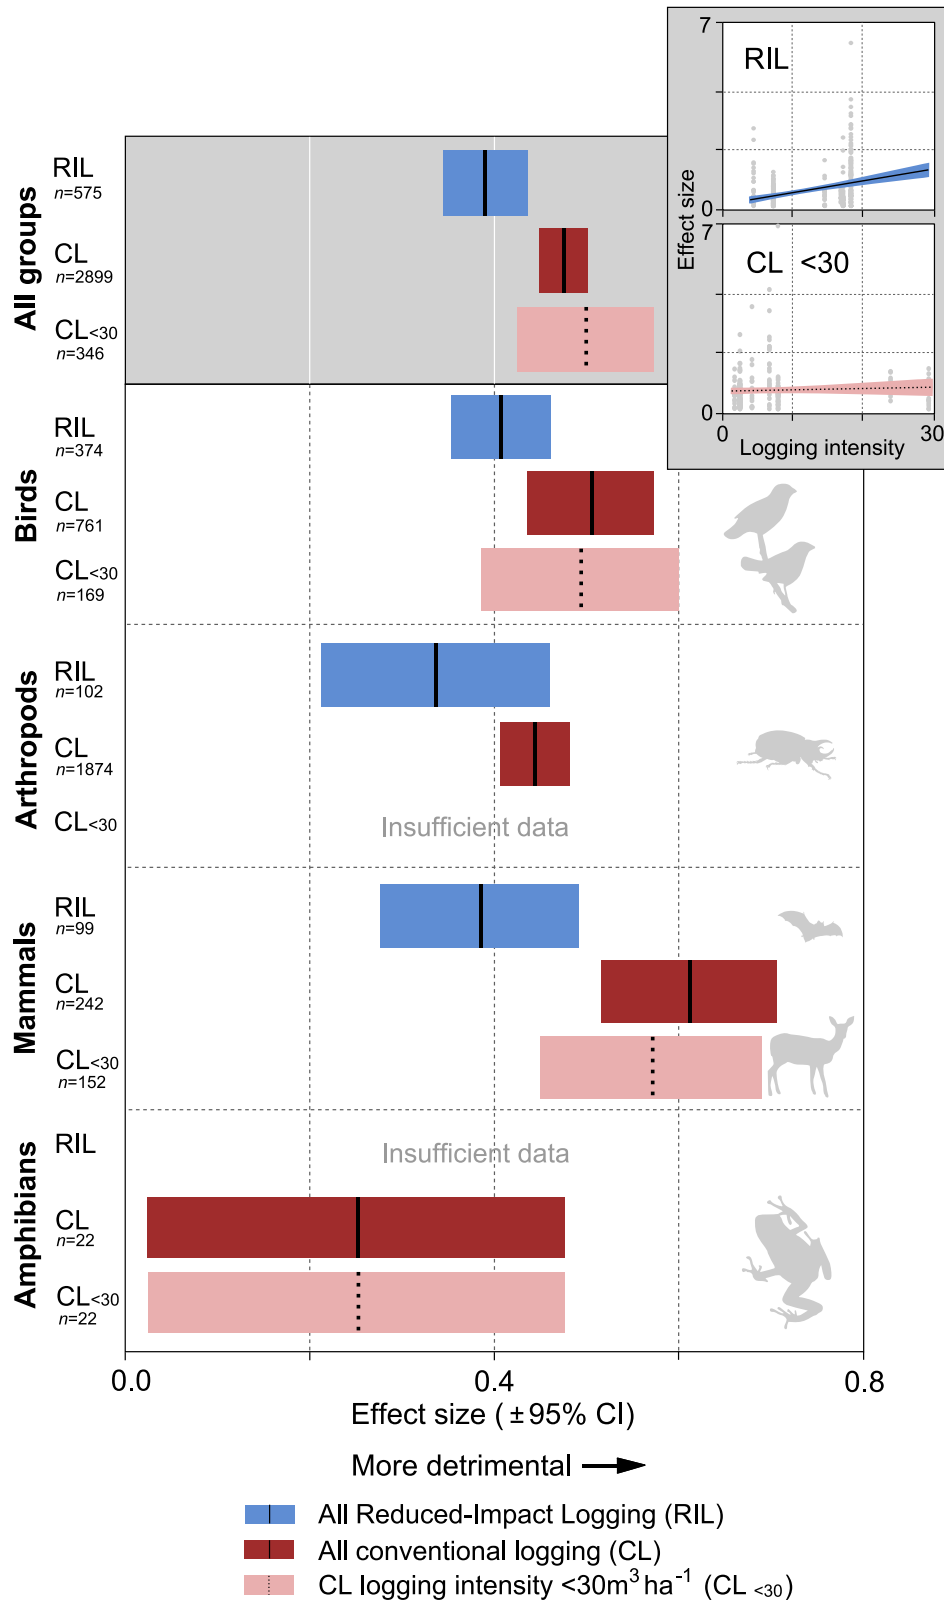 7
RIL
Effect size
0
7
CL <30
0
0
30
Logging intensity
All groups
RIL
n=575
CL
n=2899
CL<30
n=346
Birds
RIL
n=374
CL
n=761
CL<30
n=169
Arthropods
RIL
n=102
CL
n=1874
CL<30
Insufficient data
Mammals
RIL
n=99
CL
n=242
CL<30
n=152
Amphibians
RIL
Insufficient data
CL
n=22
CL<30
n=22
0.0
0.4
0.8
Effect size (±95% CI)
More detrimental
All Reduced-Impact Logging (RIL)
All conventional logging (CL)
CL logging intensity <30m³ ha⁻¹ (CL <30)